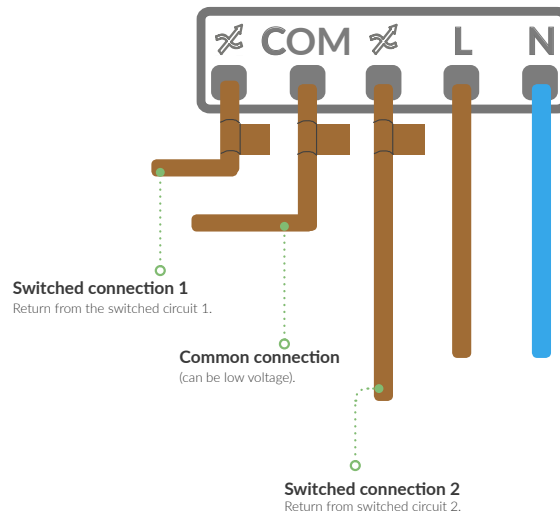 COM L N
Switched connection 1
Return from the switched circuit 1.
Common connection
(can be low voltage).
Switched connection 2
Return from switched circuit 2.